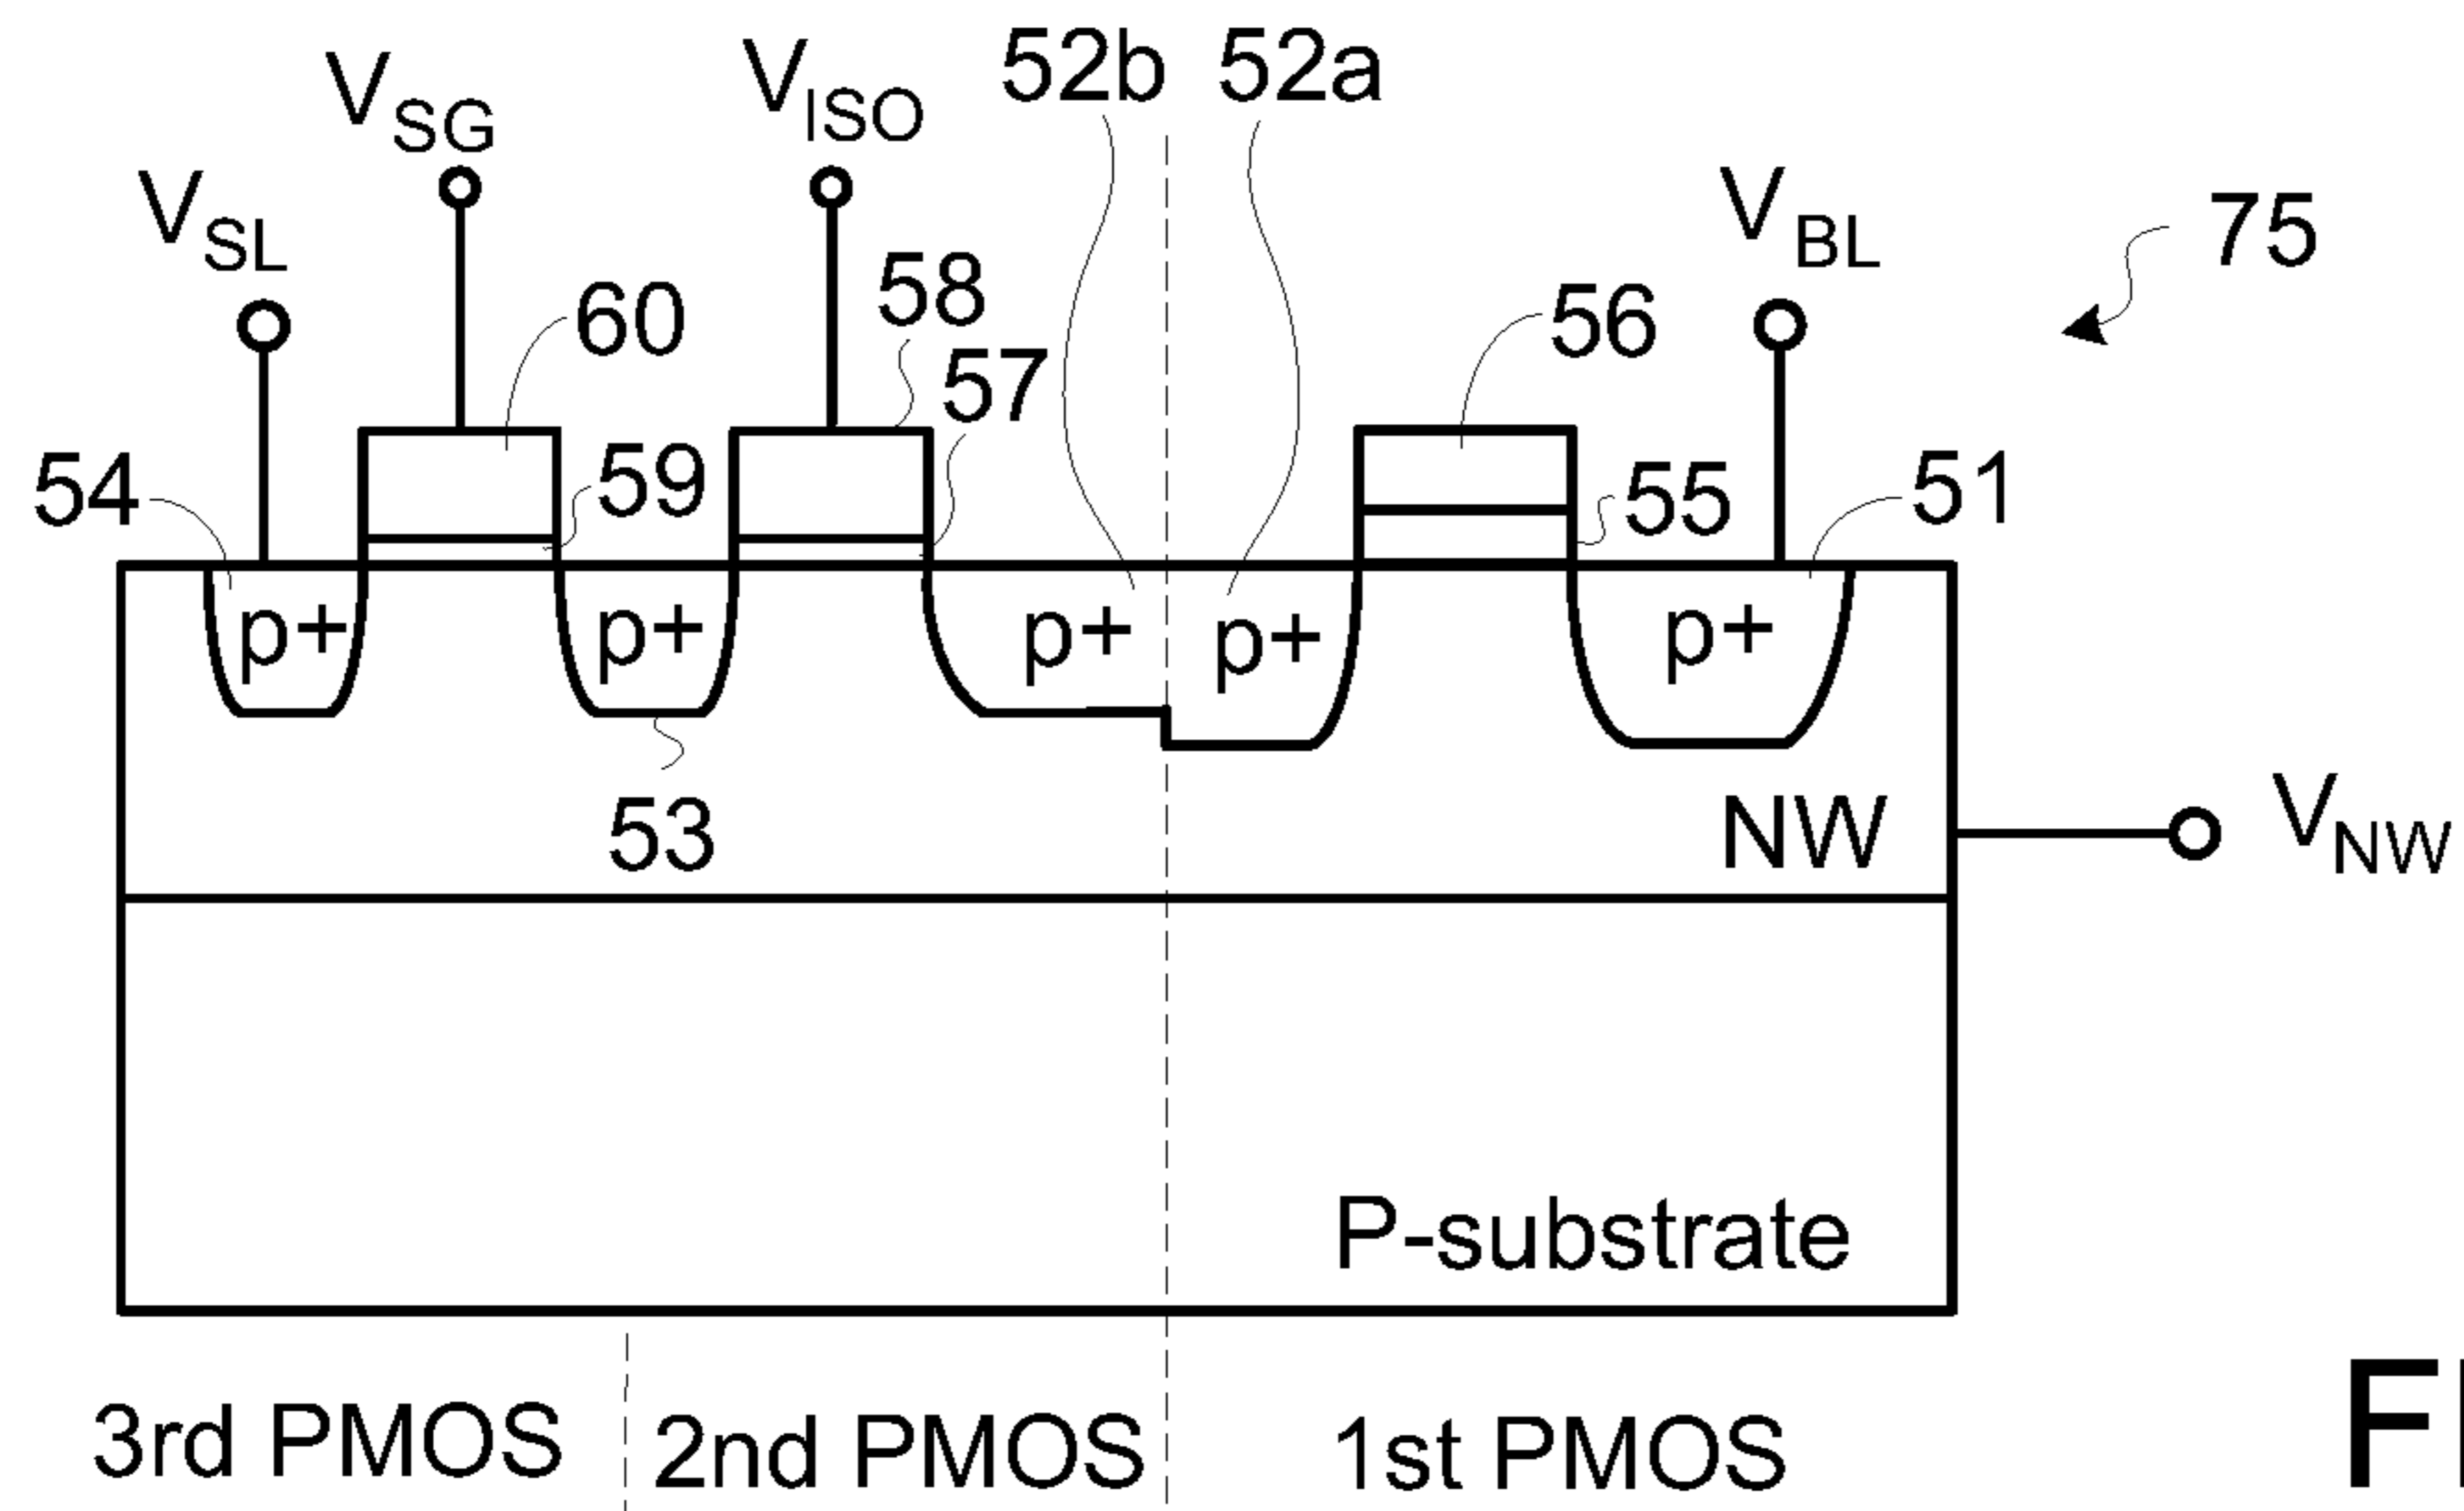 52b 52a
V_SG V_ISO
V_SL V_BL 75
58
60 56
57
54 59 55 51
p+ p+ p+ p+ p+
53 NW V_NW
P-substrate
3rd PMOS 2nd PMOS 1st PMOS